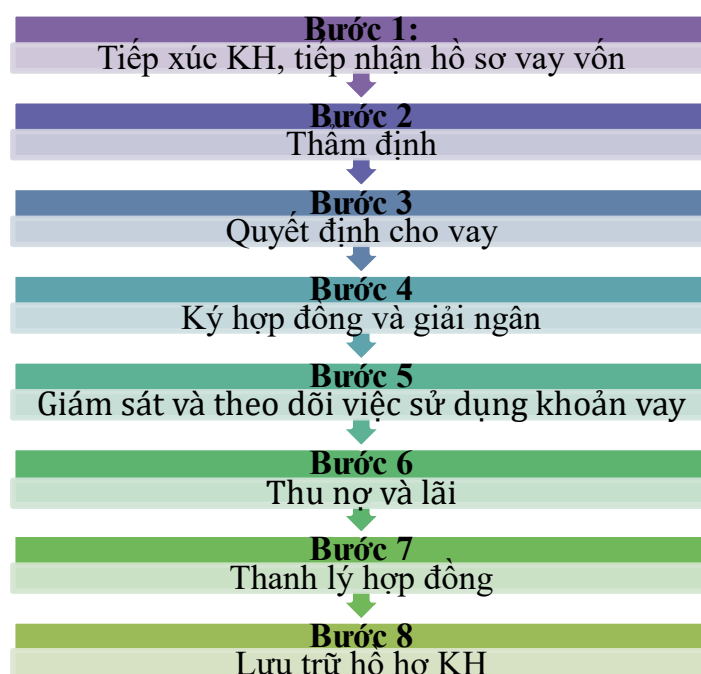 Bước 1:
Tiếp xúc KH, tiếp nhận hồ sơ vay vốn
Bước 2
Thẩm định
Bước 3
Quyết định cho vay
Bước 4
Ký hợp đồng và giải ngân
Bước 5
Giám sát và theo dõi việc sử dụng khoản vay
Bước 6
Thu nợ và lãi
Bước 7
Thanh lý hợp đồng
Bước 8
Lưu trữ hồ hơ KH